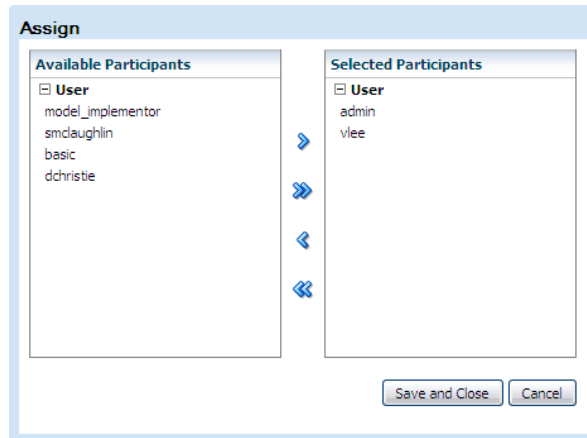 Assign
Available Participants
User
model_implementor
smclaughlin
basic
dchristie
Selected Participants
User
admin
vlee
Save and Close
Cancel